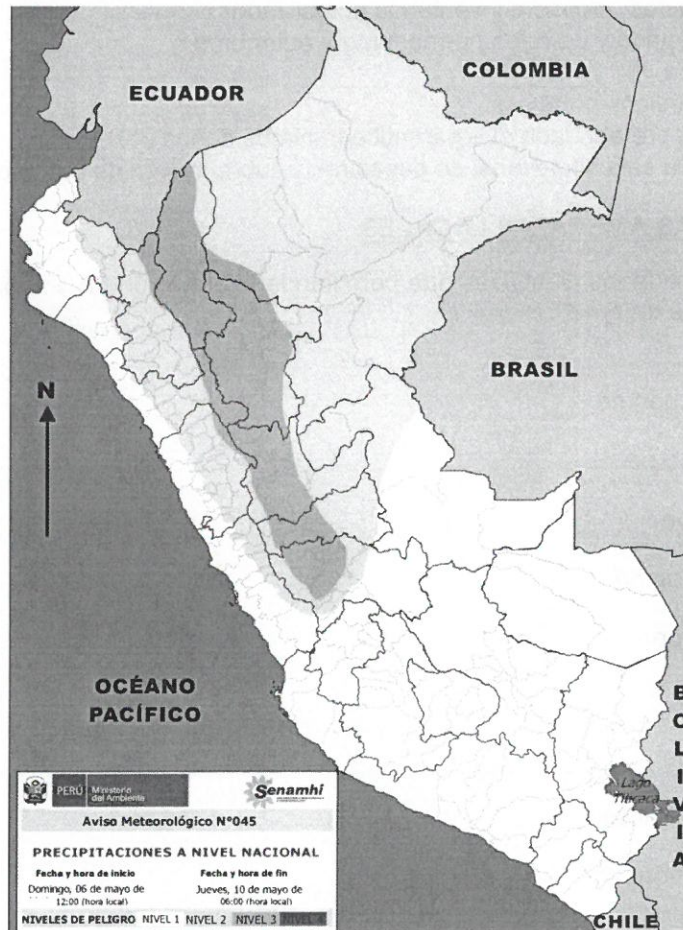 COLOMBIA
ECUADOR
BRASIL
N
OCÉANO
PACÍFICO
BOLIVIA
Lago
Titicaca
CHILE
PERÚ Ministerio
del Ambiente
Senamhi
Aviso Meteorológico N°045
PRECIPITACIONES A NIVEL NACIONAL
Fecha y hora de inicio Fecha y hora de fin
Domingo, 06 de mayo de Jueves, 10 de mayo de
12:00 (hora local) 06:00 (hora local)
NIVELES DE PELIGRO NIVEL 1 NIVEL 2 NIVEL 3 NIVEL 4